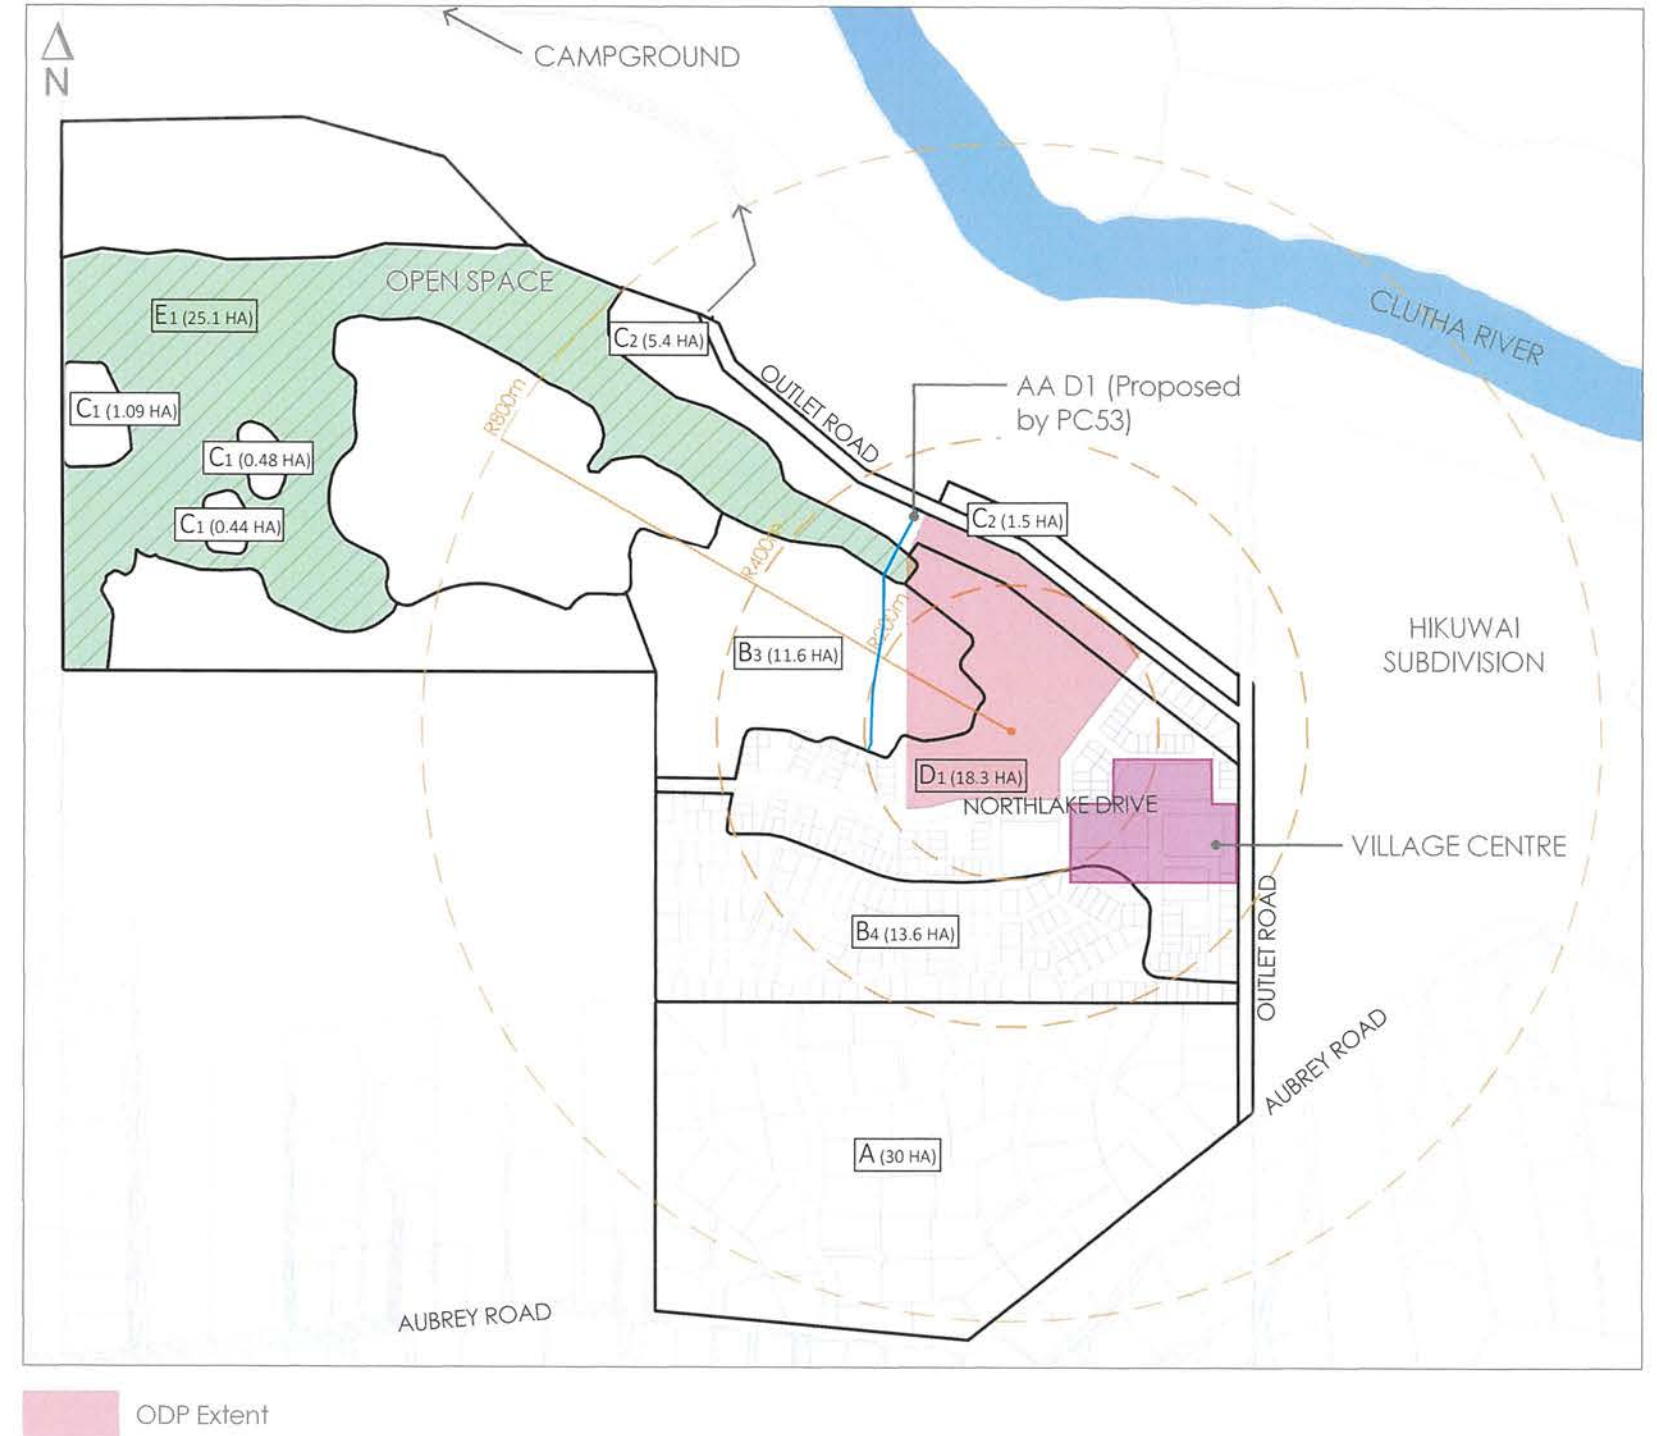 N
CAMPGROUND
OPEN SPACE
E1 (25.1 HA)
CLUTHA RIVER
C2 (5.4 HA)
OUTLET ROAD
AA D1 (Proposed
by PC53)
R800m
C1 (1.09 HA)
C1 (0.48 HA)
C1 (0.44 HA)
C2 (1.5 HA)
R400m
R200m
HIKUWAI
SUBDIVISION
B3 (11.6 HA)
D1 (18.3 HA)
NORTHLAKE DRIVE
VILLAGE CENTRE
B4 (13.6 HA)
OUTLET ROAD
AUBREY ROAD
A (30 HA)
AUBREY ROAD
ODP Extent